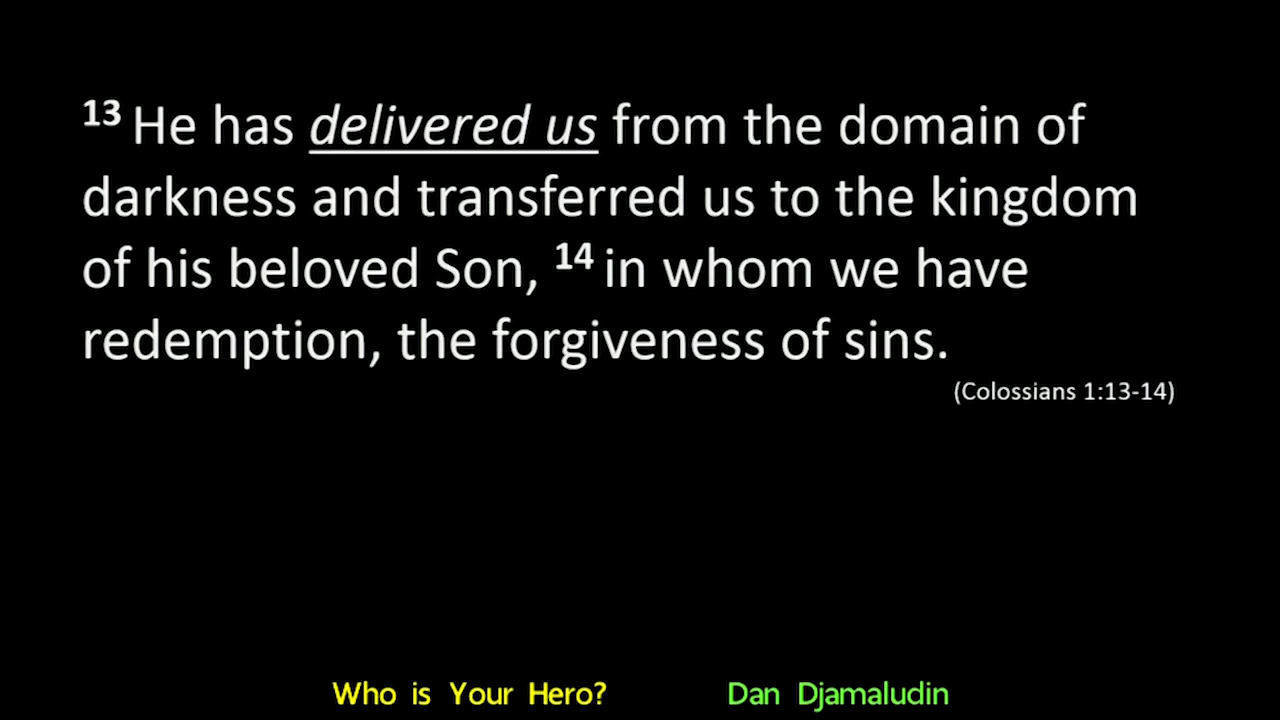 13 He has delivered us from the domain of
darkness and transferred us to the kingdom
of his beloved Son, 14 in whom we have
redemption, the forgiveness of sins.
(Colossians 1:13-14)
Who is Your Hero? Dan Djamaludin